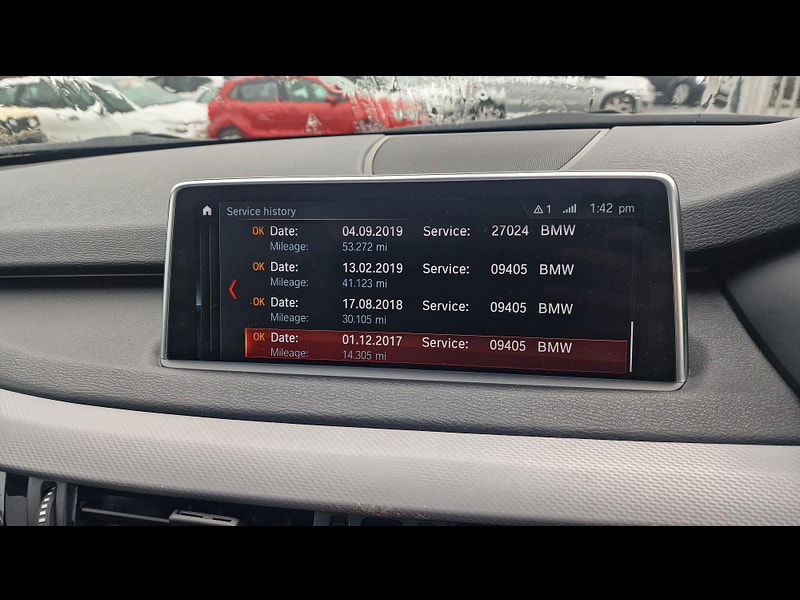 Service history 1 1:42 pm
OK Date: 04.09.2019 Service: 27024 BMW
Mileage: 53.272 mi
OK Date: 13.02.2019 Service: 09405 BMW
Mileage: 41.123 mi
OK Date: 17.08.2018 Service: 09405 BMW
Mileage: 30.105 mi
OK Date: 01.12.2017 Service: 09405 BMW
Mileage: 14.305 mi